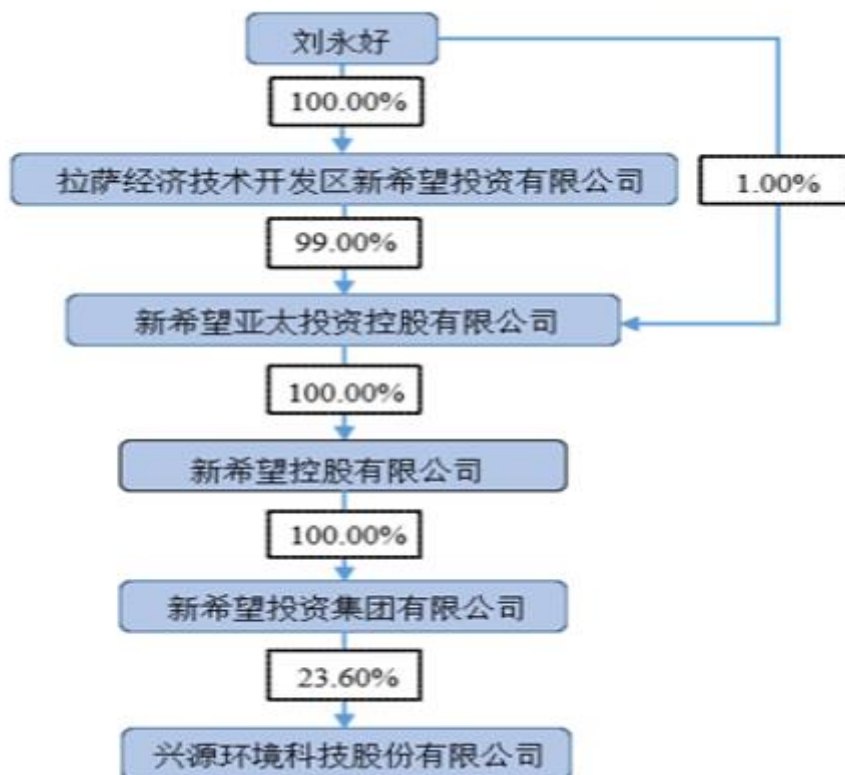 刘永好
100.00%
拉萨经济技术开发区新希望投资有限公司
1.00%
99.00%
新希望亚太投资控股有限公司
100.00%
新希望控股有限公司
100.00%
新希望投资集团有限公司
23.60%
兴源环境科技股份有限公司